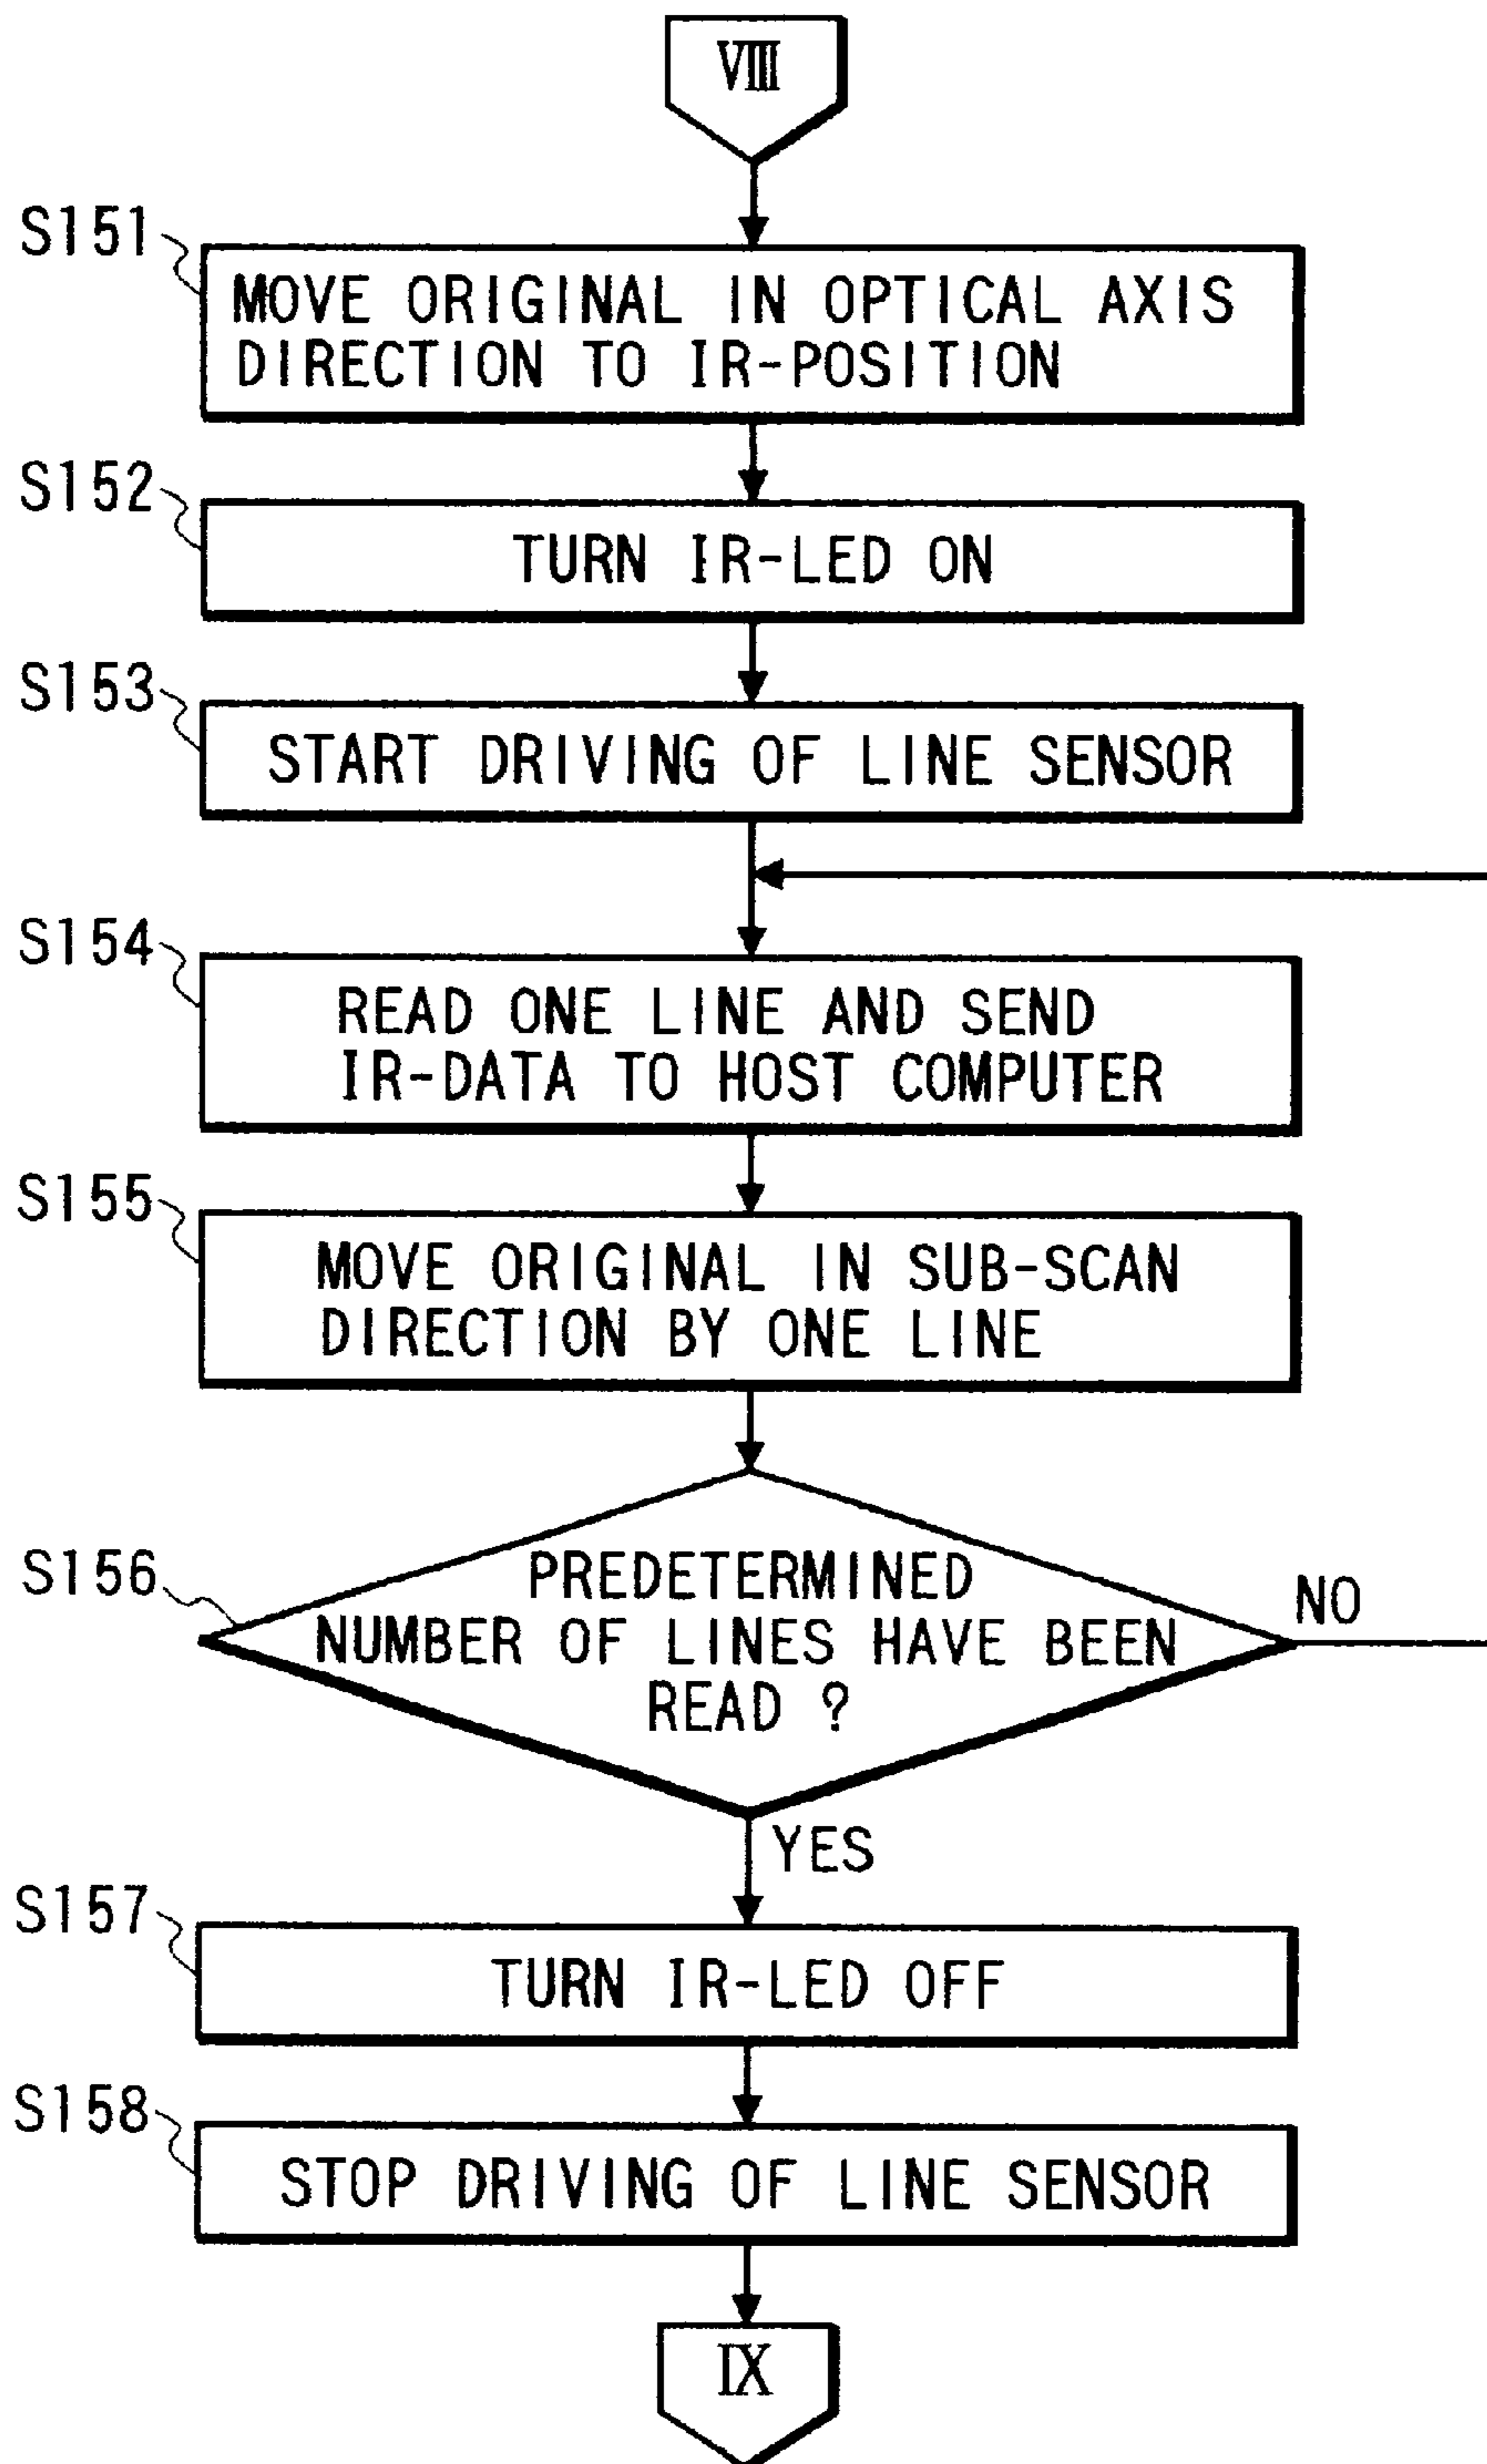 VIII
S151
MOVE ORIGINAL IN OPTICAL AXIS
DIRECTION TO IR-POSITION
S152
TURN IR-LED ON
S153
START DRIVING OF LINE SENSOR
S154
READ ONE LINE AND SEND
IR-DATA TO HOST COMPUTER
S155
MOVE ORIGINAL IN SUB-SCAN
DIRECTION BY ONE LINE
S156
PREDETERMINED
NUMBER OF LINES HAVE BEEN
READ ?
NO
YES
S157
TURN IR-LED OFF
S158
STOP DRIVING OF LINE SENSOR
IX